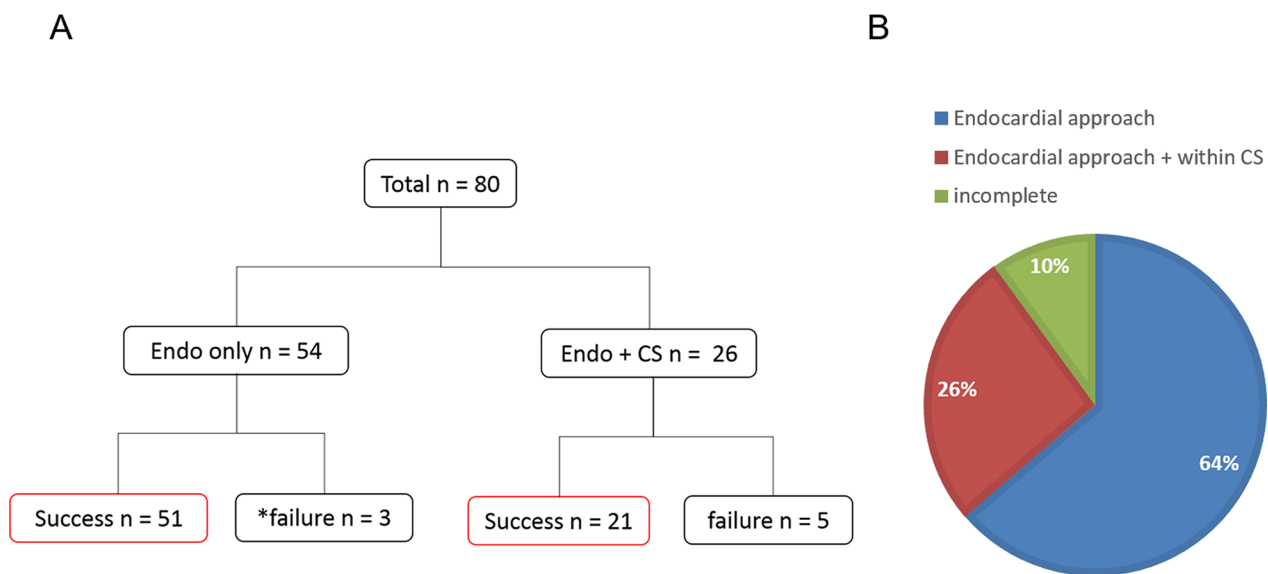 A
Total n = 80
Endo only n = 54
Endo + CS n = 26
Success n = 51
*failure n = 3
Success n = 21
failure n = 5
B
Endocardial approach
Endocardial approach + within CS
incomplete
10%
26%
64%